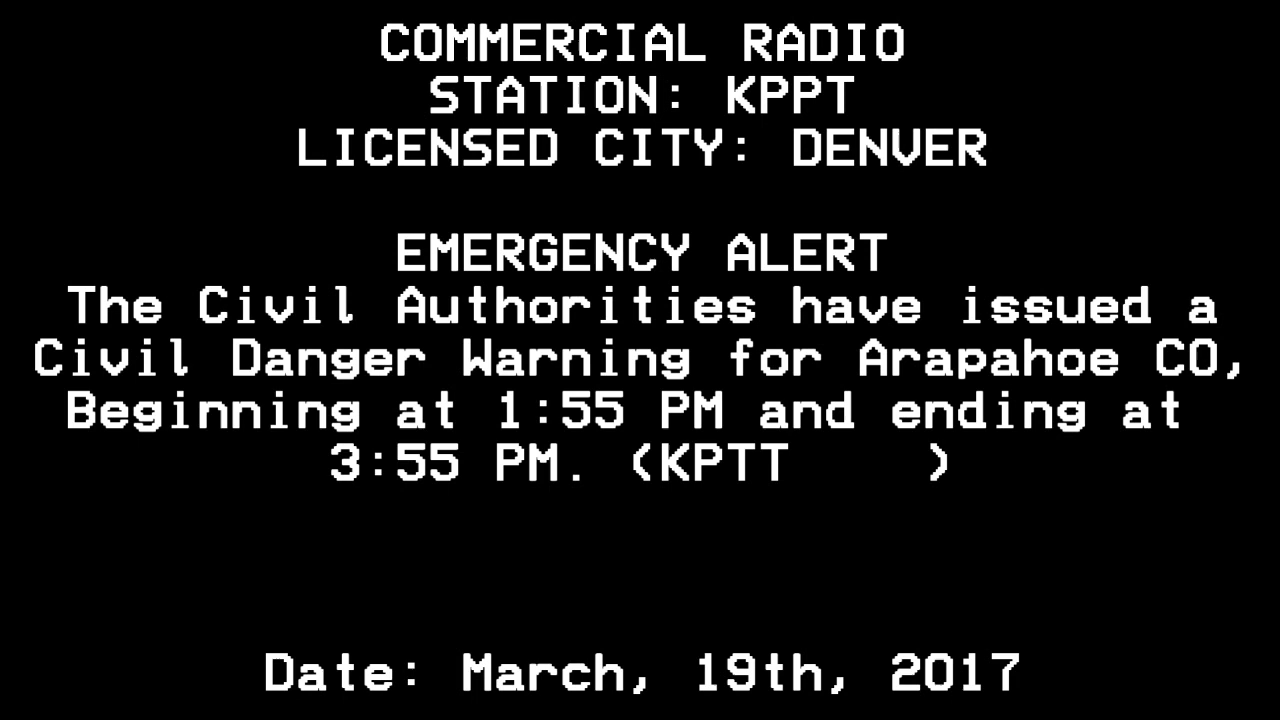 COMMERCIAL RADIO
STATION: KPPT
LICENSED CITY: DENVER
EMERGENCY ALERT
The Civil Authorities have issued a
Civil Danger Warning for Arapahoe CO,
Beginning at 1:55 PM and ending at
3:55 PM. (KPTT    )
Date: March, 19th, 2017